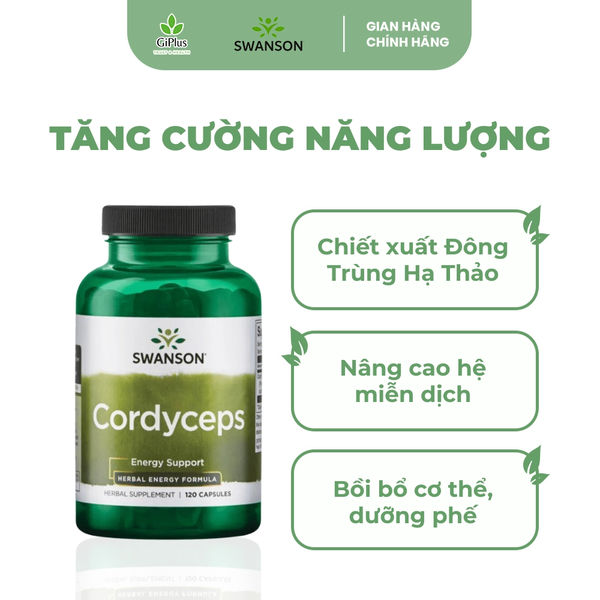 GiPlus
TRUST & HEALTH
SWANSON
GIAN HÀNG
CHÍNH HÃNG
TĂNG CƯỜNG NĂNG LƯỢNG
SWANSON®
Cordyceps
Energy Support
HERBAL ENERGY FORMULA
HERBAL SUPPLEMENT | 120 CAPSULES
Chiết xuất Đông
Trùng Hạ Thảo
Nâng cao hệ
miễn dịch
Bồi bổ cơ thể,
dưỡng phế